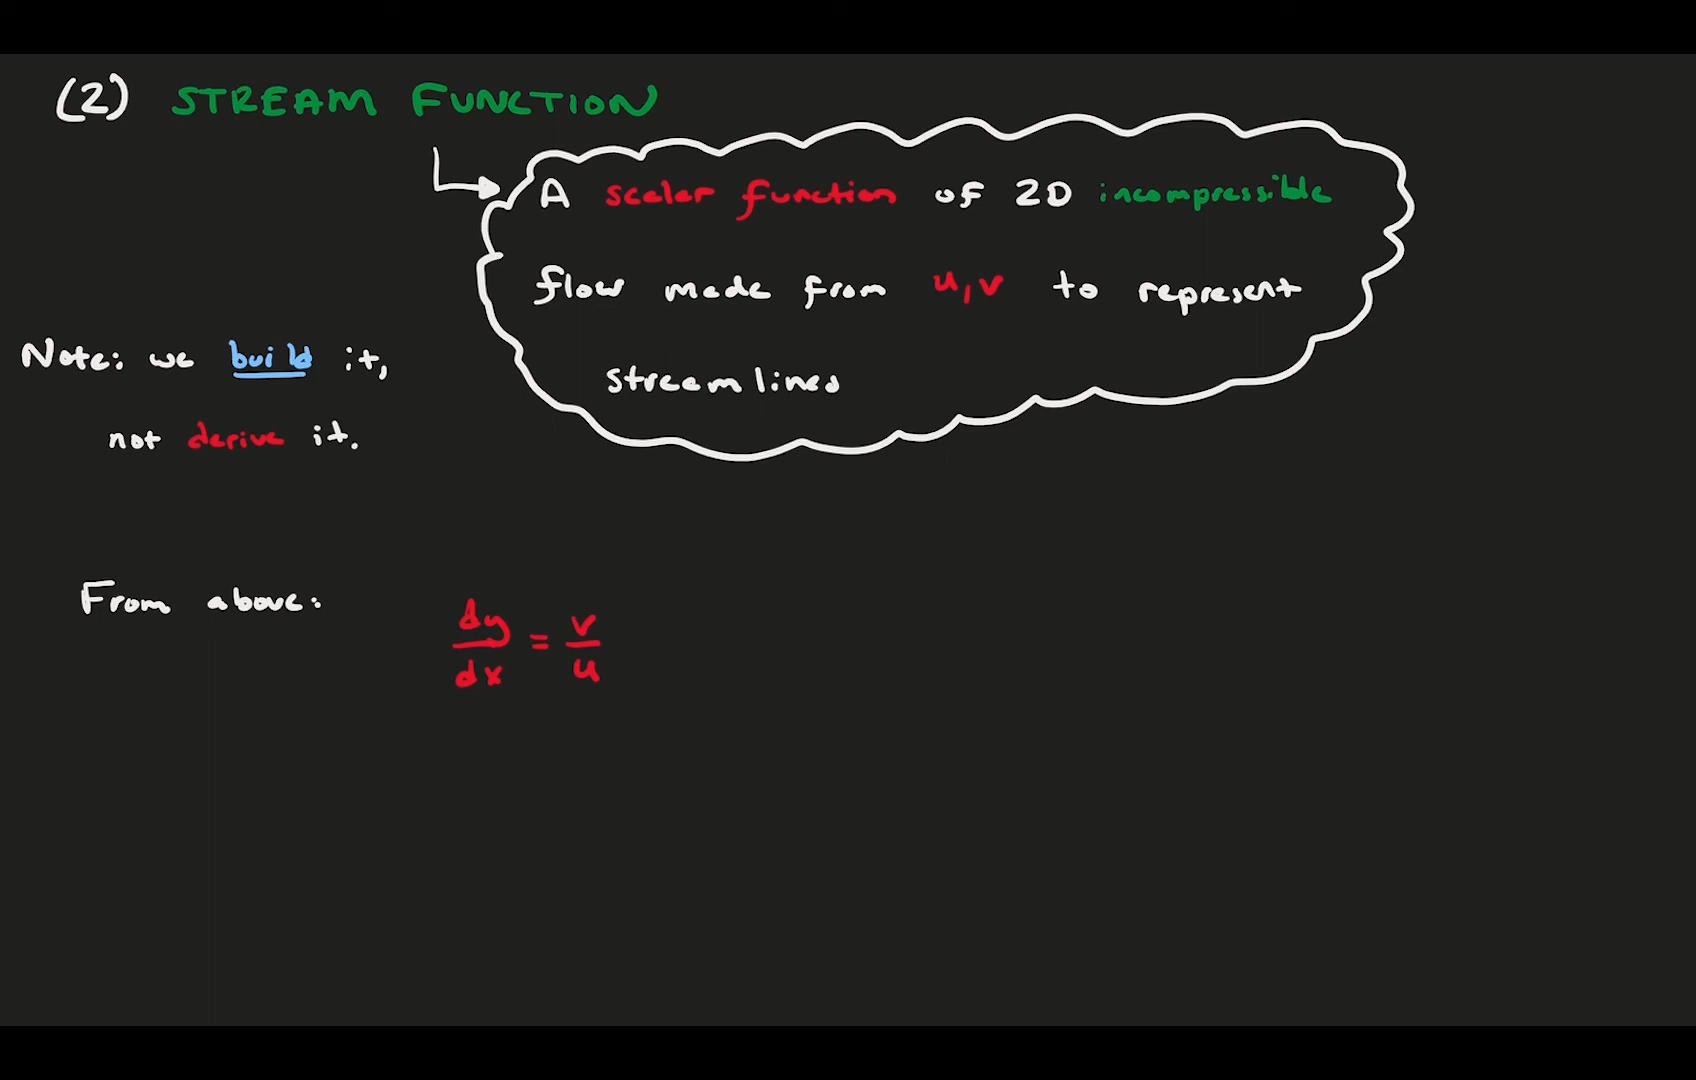 (2) STREAM FUNCTION
A scalar function of 2D incompressible
flow made from u, v to represent
streamlines
Note: we build it,
not derive it.
From above: dy/dx = v/u